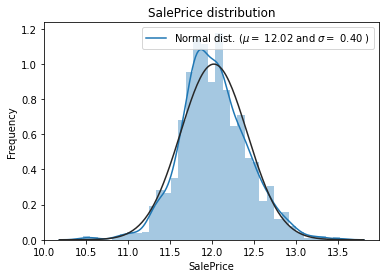 SalePrice distribution
Normal dist. (μ = 12.02 and σ = 0.40 )
1.2
1.0
0.8
0.6
0.4
0.2
0.0
Frequency
10.0 10.5 11.0 11.5 12.0 12.5 13.0 13.5
SalePrice